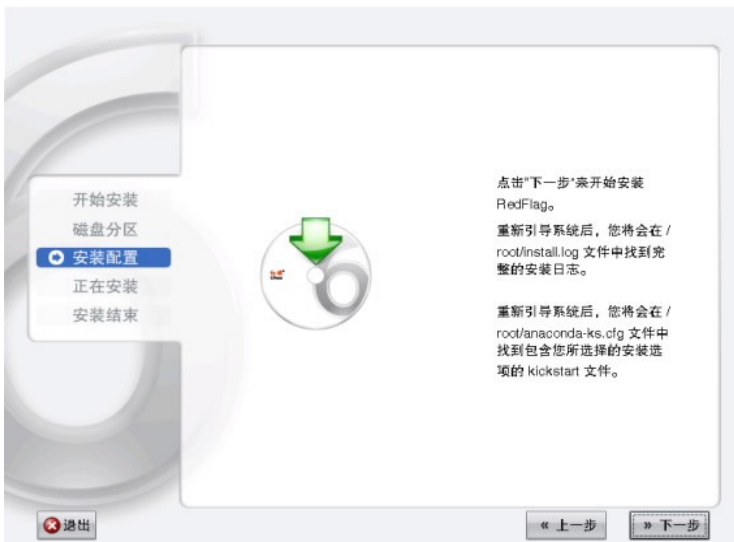 开始安装
磁盘分区
安装配置
正在安装
安装结束
点击"下一步"来开始安装
RedFlag。
重新引导系统后，您将会在 /
root/install.log 文件中找到完
整的安装日志。
重新引导系统后，您将会在 /
root/anaconda-ks.cfg 文件中
找到包含您所选择的安装选
项的 kickstart 文件。
退出
« 上一步
» 下一步